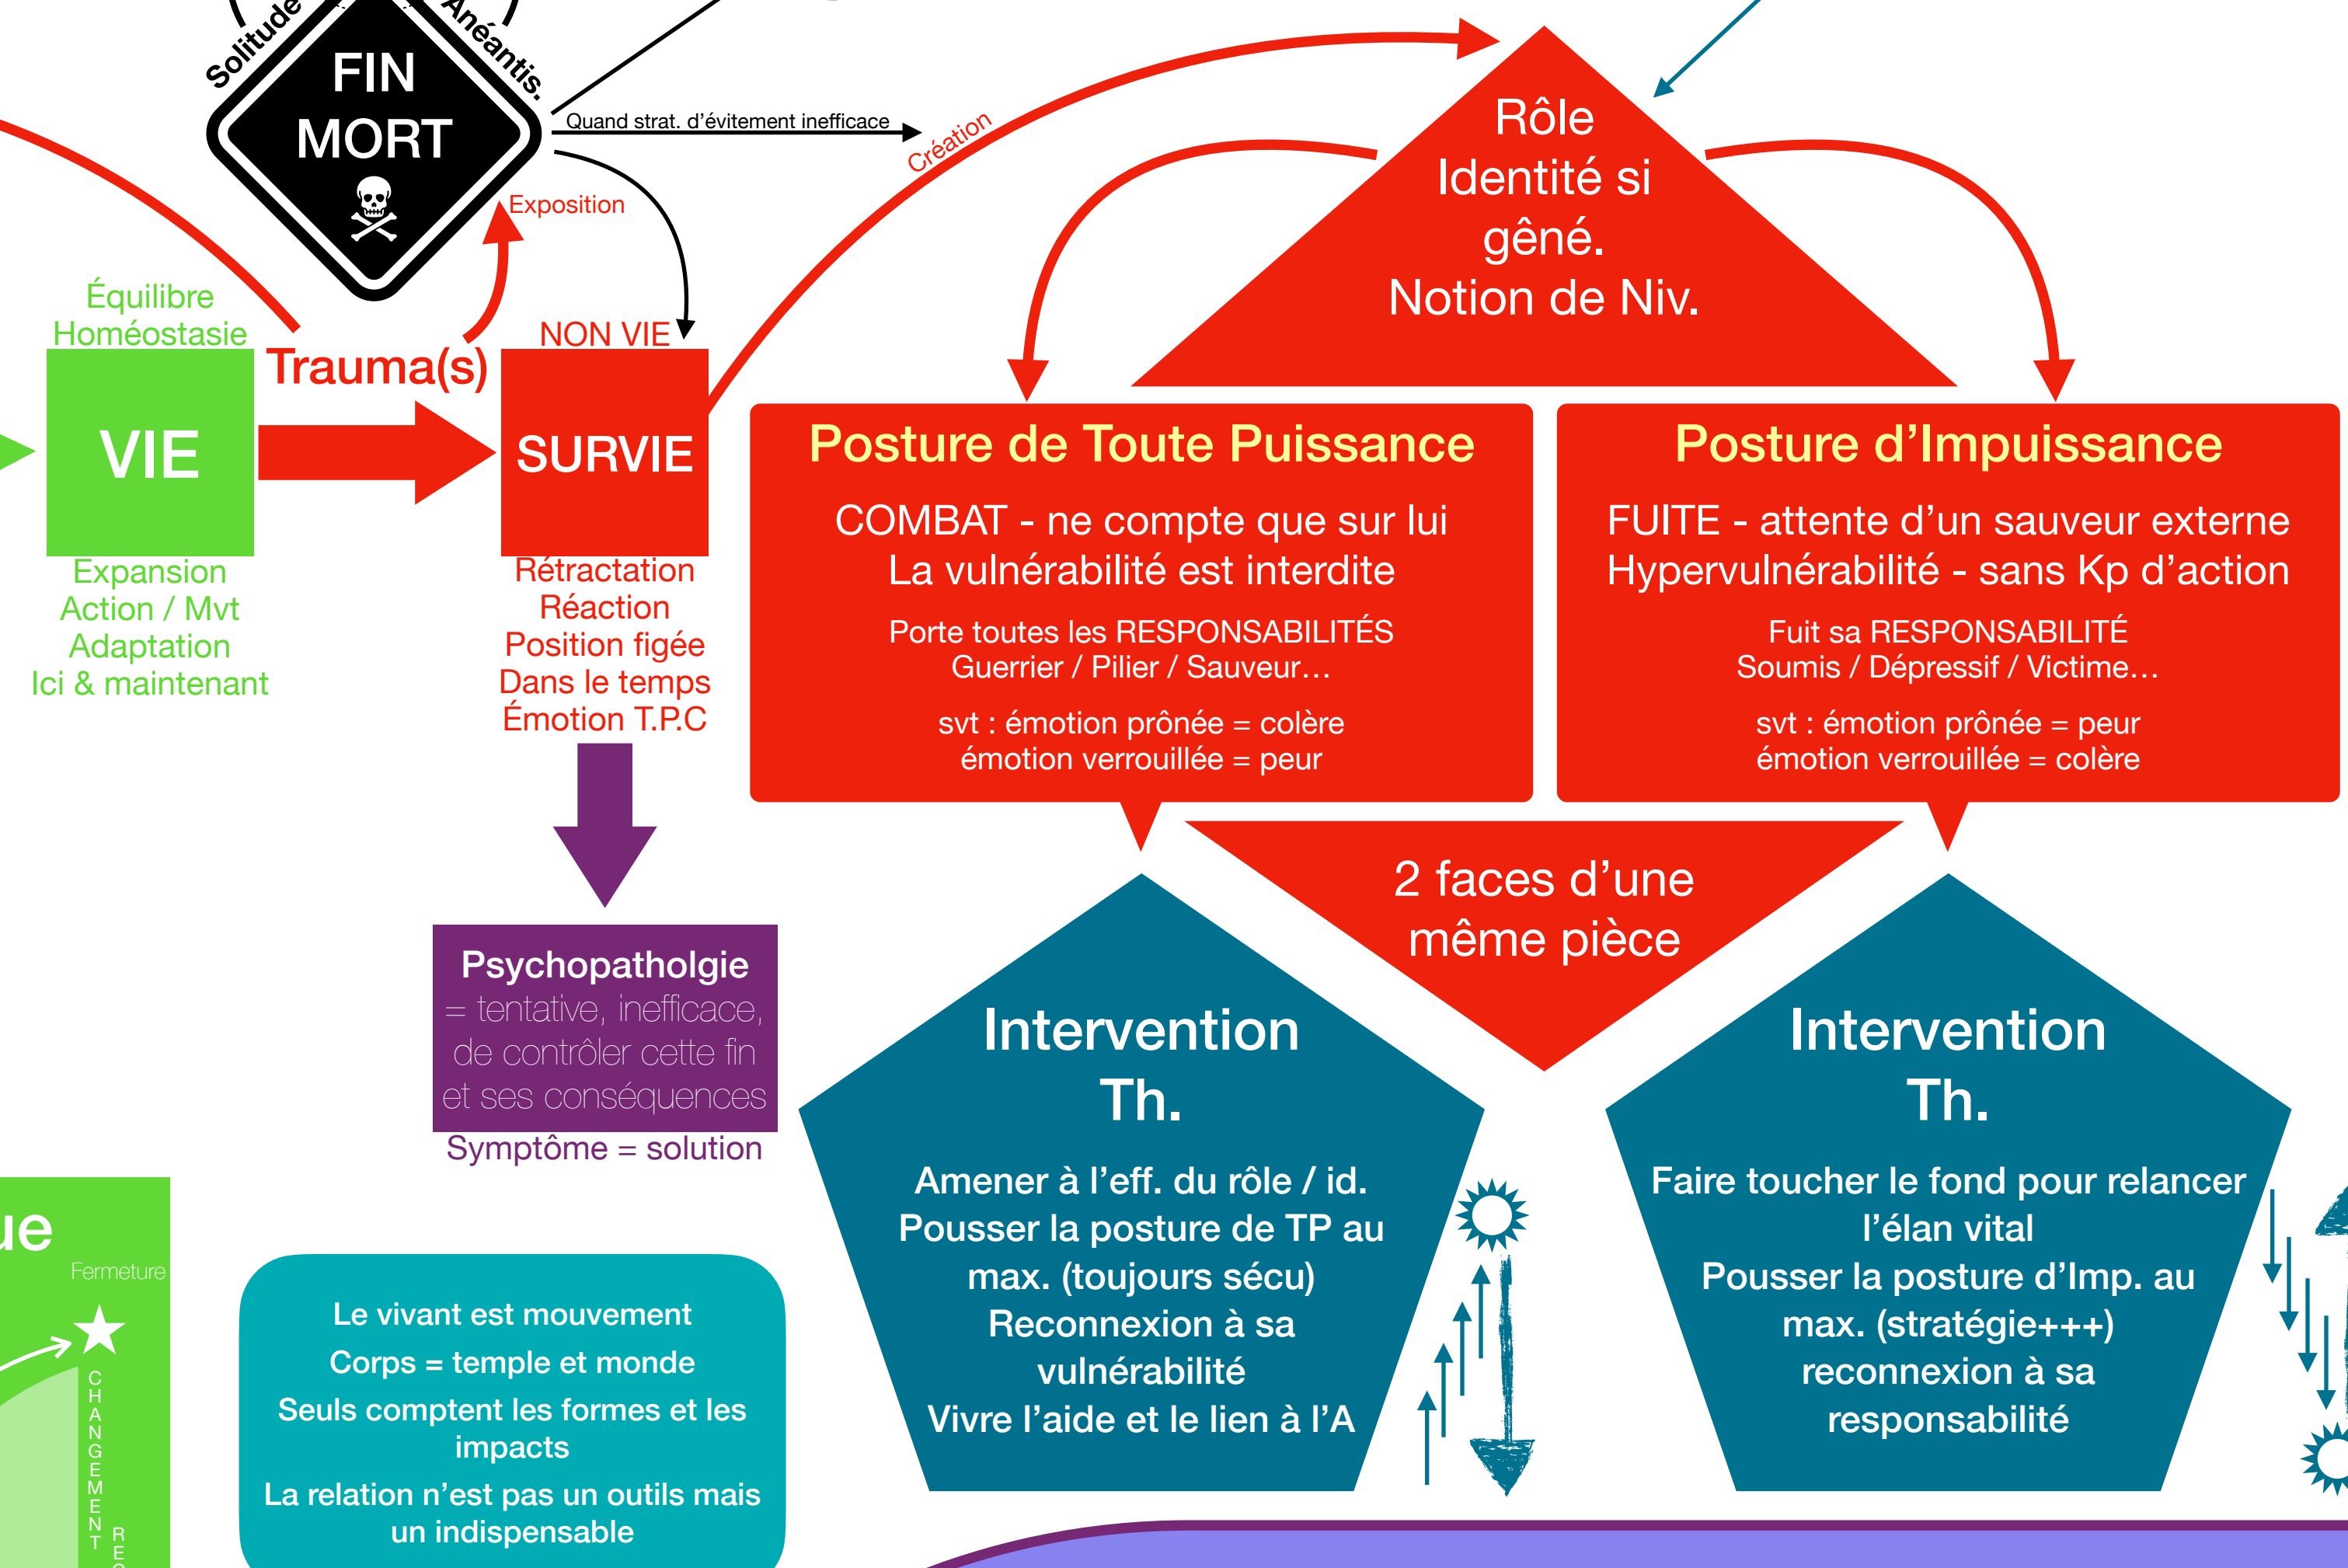 Solitude
Anéantis.
FIN
MORT
Quand strat. d'évitement inefficace
Exposition
Création
Équilibre
Homéostasie
VIE
Expansion
Action / Mvt
Adaptation
Ici & maintenant
Trauma(s)
NON VIE
SURVIE
Rétractation
Réaction
Position figée
Dans le temps
Émotion T.P.C
Psychopatholgie
= tentative, inefficace,
de contrôler cette fin
et ses conséquences
Symptôme = solution
Rôle
Identité si
gêné.
Notion de Niv.
Posture de Toute Puissance
COMBAT - ne compte que sur lui
La vulnérabilité est interdite
Porte toutes les RESPONSABILITÉS
Guerrier / Pilier / Sauveur…
svt : émotion prônée = colère
émotion verrouillée = peur
Posture d'Impuissance
FUITE - attente d'un sauveur externe
Hypervulnérabilité - sans Kp d'action
Fuit sa RESPONSABILITÉ
Soumis / Dépressif / Victime…
svt : émotion prônée = peur
émotion verrouillée = colère
2 faces d'une
même pièce
Intervention
Th.
Amener à l'eff. du rôle / id.
Pousser la posture de TP au
max. (toujours sécu)
Reconnexion à sa
vulnérabilité
Vivre l'aide et le lien à l'A
Intervention
Th.
Faire toucher le fond pour relancer
l'élan vital
Pousser la posture d'Imp. au
max. (stratégie+++)
reconnexion à sa
responsabilité
ue
Fermeture
CHANGEMENT
Le vivant est mouvement
Corps = temple et monde
Seuls comptent les formes et les
impacts
La relation n'est pas un outils mais
un indispensable